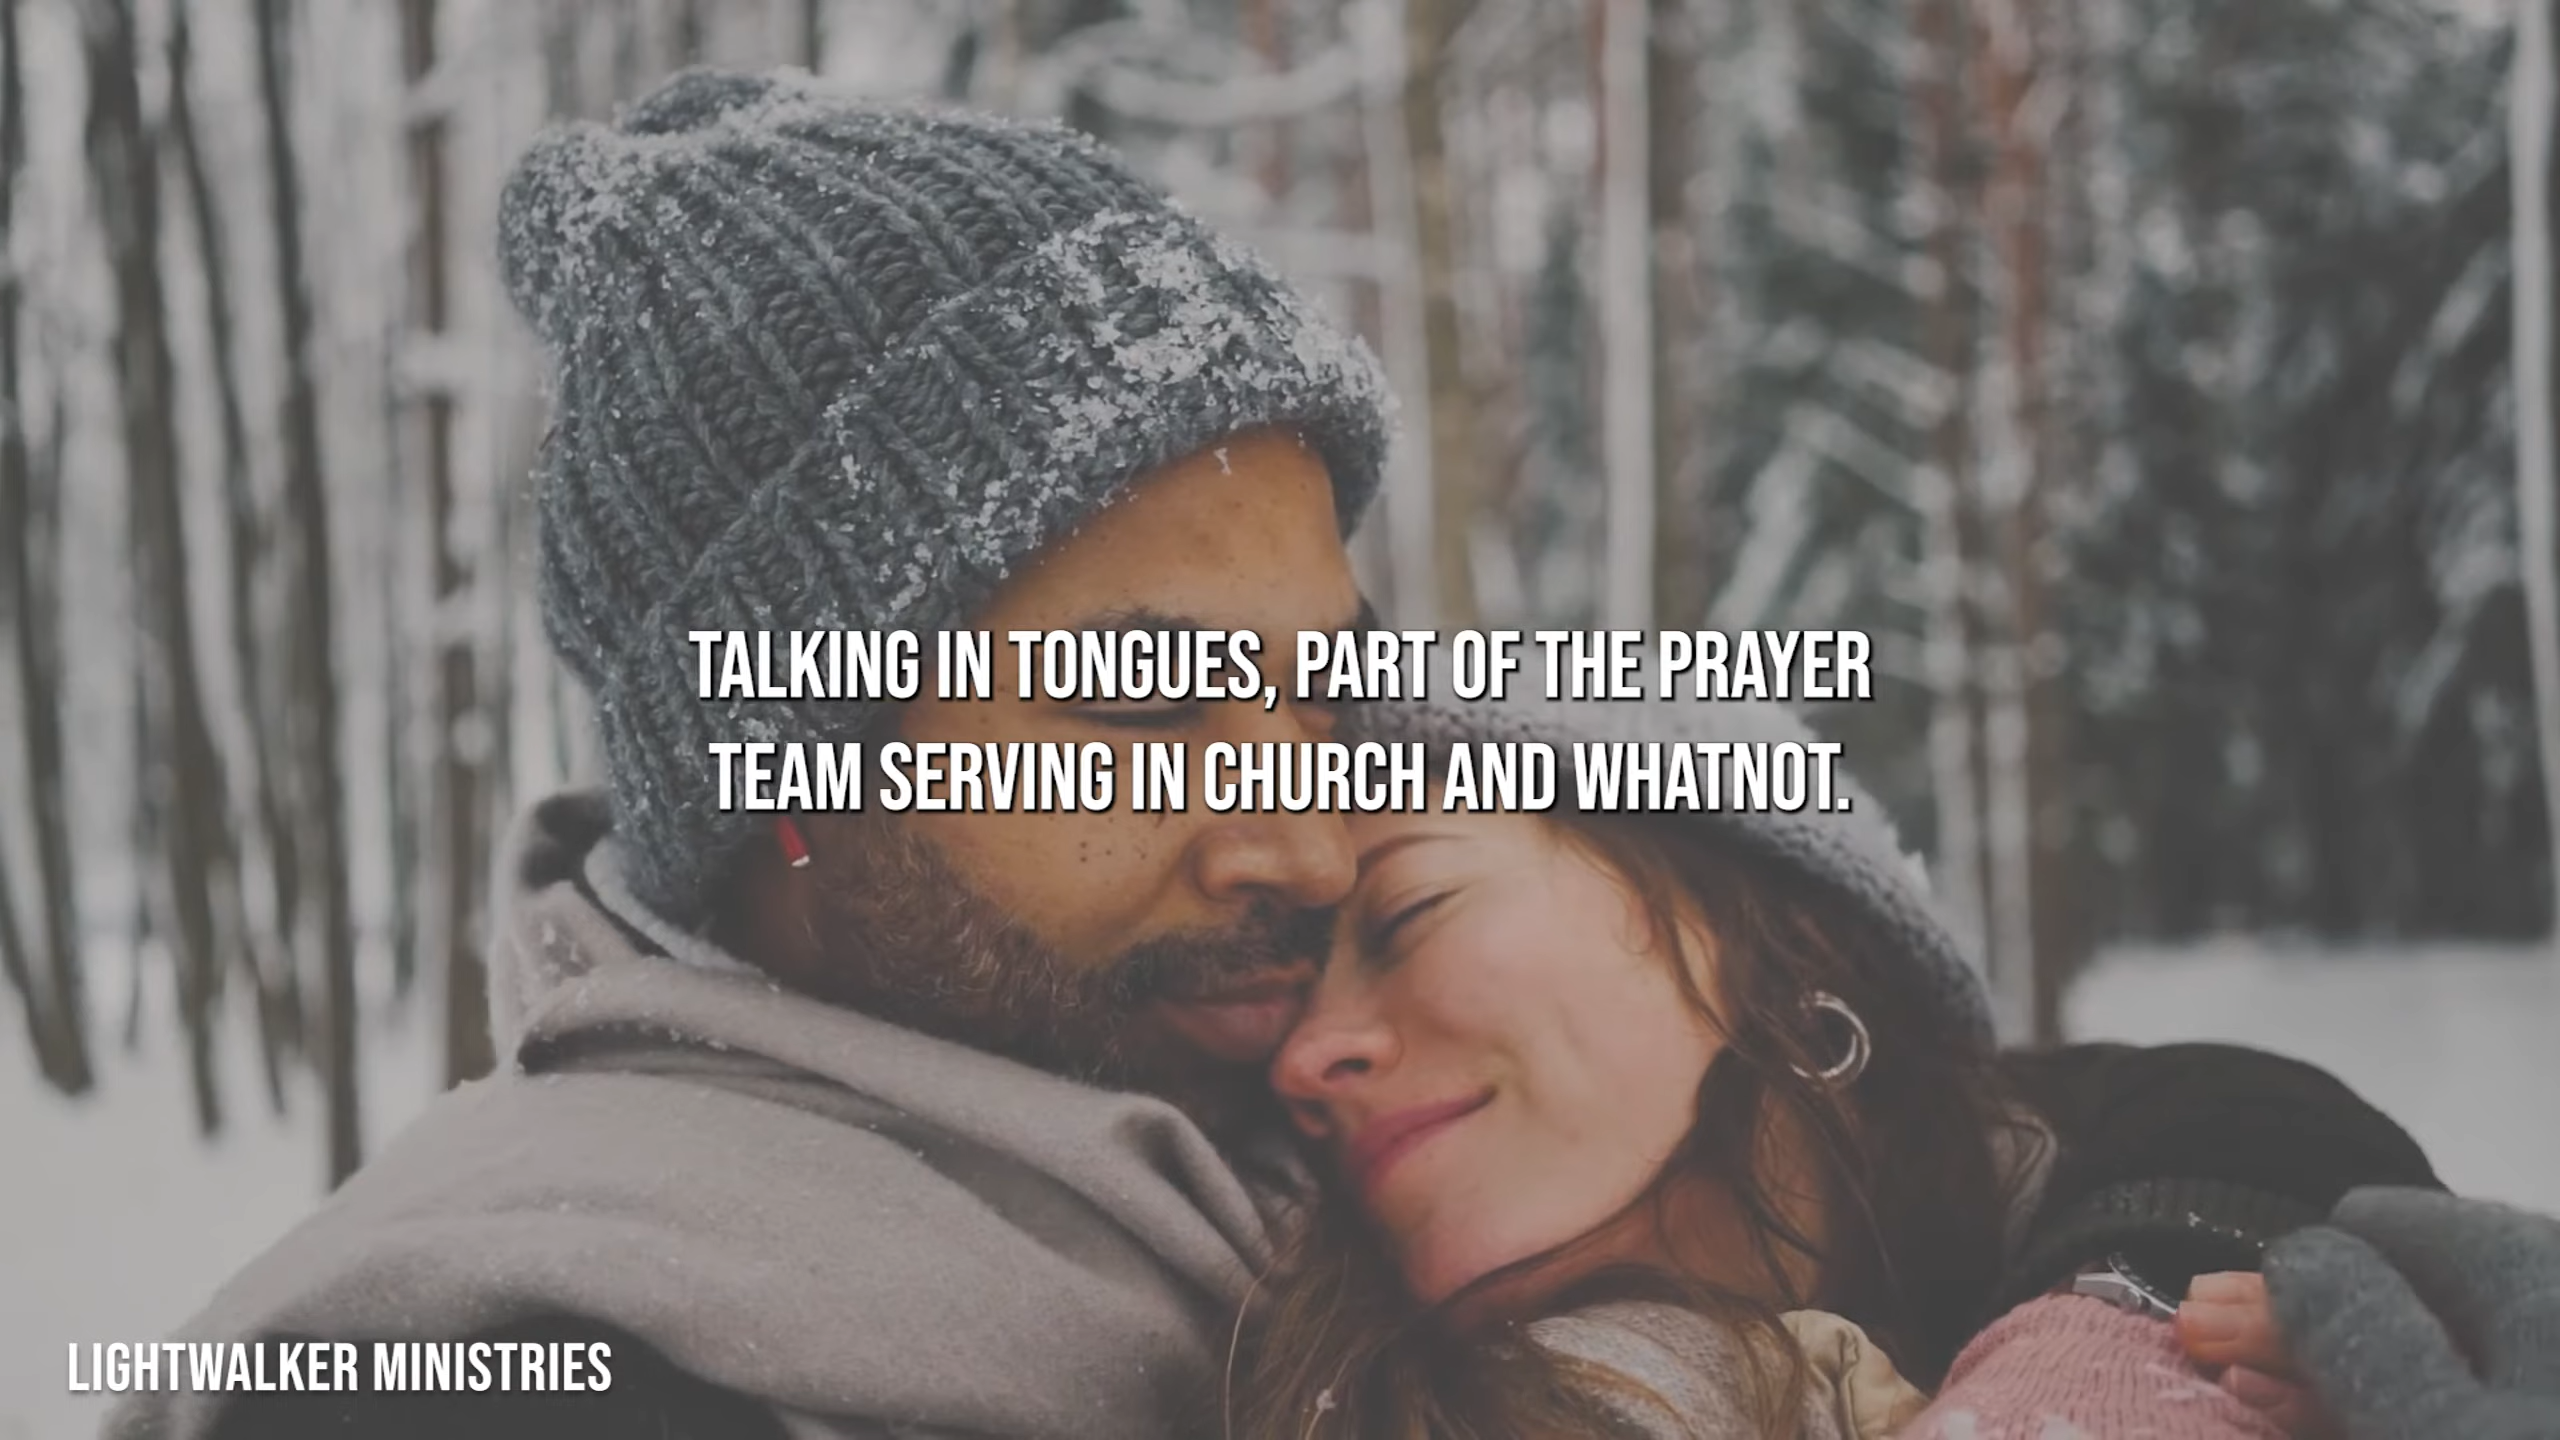 TALKING IN TONGUES, PART OF THE PRAYER
TEAM SERVING IN CHURCH AND WHATNOT.
LIGHTWALKER MINISTRIES